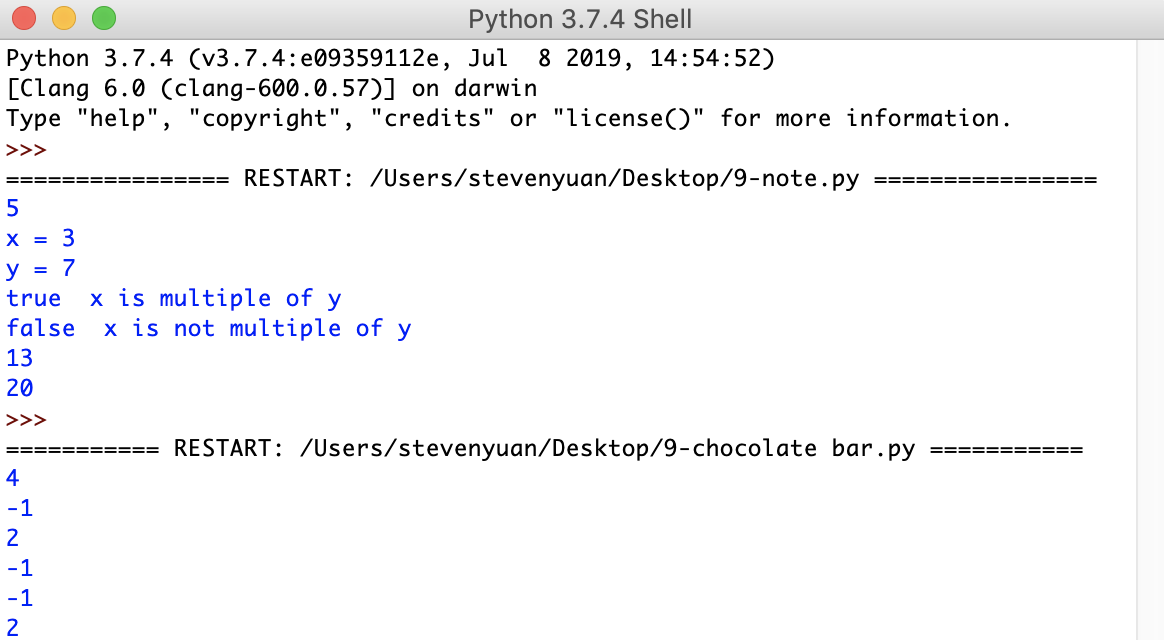 Python 3.7.4 Shell
Python 3.7.4 (v3.7.4:e09359112e, Jul  8 2019, 14:54:52)
[Clang 6.0 (clang-600.0.57)] on darwin
Type "help", "copyright", "credits" or "license()" for more information.
>>>
================ RESTART: /Users/stevenyuan/Desktop/9-note.py ================
5
x = 3
y = 7
true  x is multiple of y
false  x is not multiple of y
13
20
>>>
=========== RESTART: /Users/stevenyuan/Desktop/9-chocolate bar.py ===========
4
-1
2
-1
-1
2